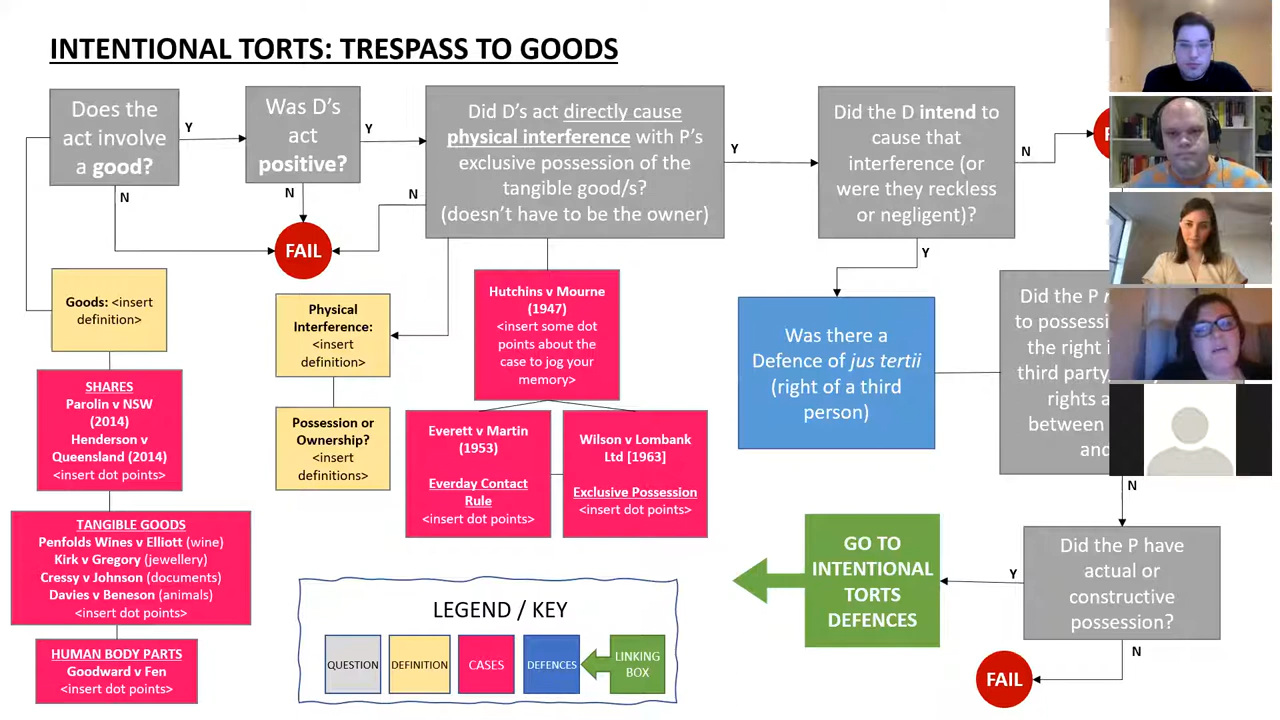 INTENTIONAL TORTS: TRESPASS TO GOODS
Does the
act involve
a good?
Y
N
Was D's
act
positive?
Y
N
Did D's act directly cause
physical interference with P's
exclusive possession of the
tangible good/s?
(doesn't have to be the owner)
Y
N
Did the D intend to
cause that
interference (or
were they reckless
or negligent)?
N
Y
FAIL
Goods: <insert
definition>
Physical
Interference:
<insert
definition>
Hutchins v Mourne
(1947)
<insert some dot
points about the
case to jog your
memory>
Was there a
Defence of jus tertii
(right of a third
person)
Did the P
to possessi
the right i
third party,
rights a
between
and
SHARES
Parolin v NSW
(2014)
Henderson v
Queensland (2014)
<insert dot points>
Possession or
Ownership?
<insert
definitions>
Everett v Martin
(1953)
Everday Contact
Rule
<insert dot points>
Wilson v Lombank
Ltd [1963]
Exclusive Possession
<insert dot points>
N
TANGIBLE GOODS
Penfolds Wines v Elliott (wine)
Kirk v Gregory (jewellery)
Cressy v Johnson (documents)
Davies v Beneson (animals)
<insert dot points>
GO TO
INTENTIONAL
TORTS
DEFENCES
Y
Did the P have
actual or
constructive
possession?
N
FAIL
HUMAN BODY PARTS
Goodward v Fen
<insert dot points>
LEGEND / KEY
QUESTION
DEFINITION
CASES
DEFENCES
LINKING
BOX